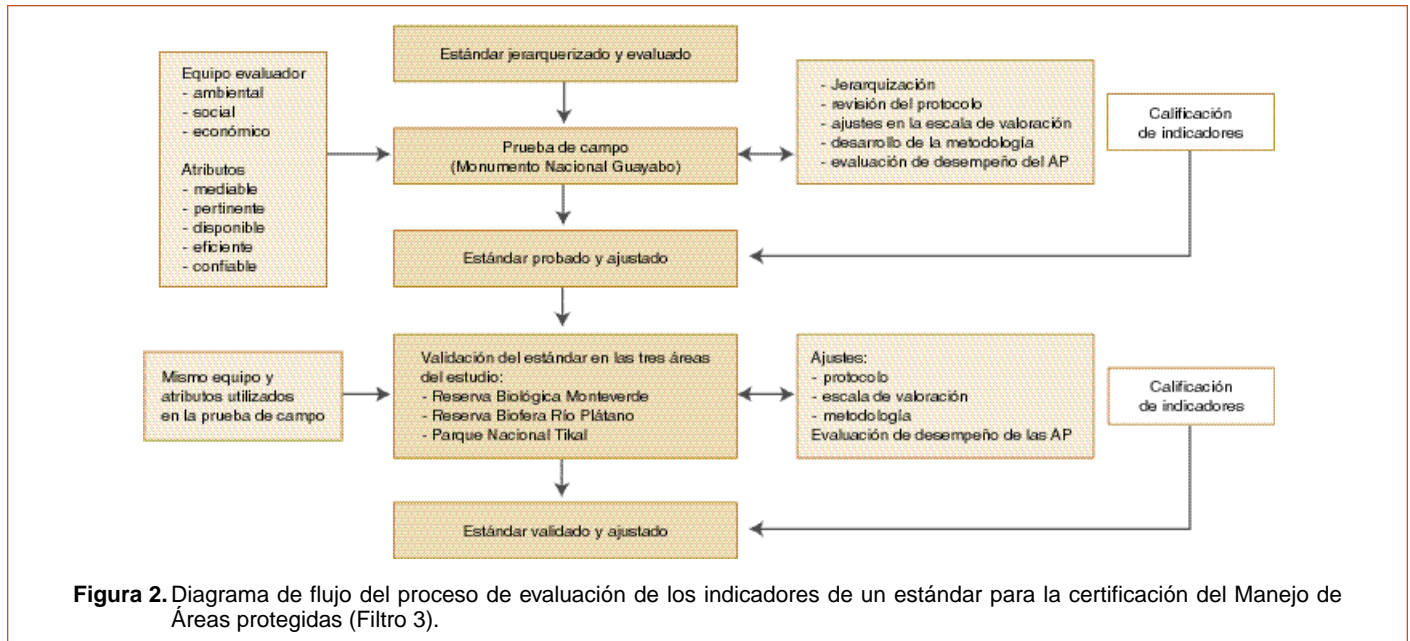 Estándar jerarquerizado y evaluado
Equipo evaluador
- ambiental
- social
- económico
Atributos
- mediable
- pertinente
- disponible
- eficiente
- confiable
Prueba de campo
(Monumento Nacional Guayabo)
- Jerarquización
- revisión del protocolo
- ajustes en la escala de valoración
- desarrollo de la metodología
- evaluación de desempeño del AP
Calificación
de indicadores
Estándar probado y ajustado
Mismo equipo y
atributos utilizados
en la prueba de campo
Validación del estándar en las tres áreas
del estudio:
- Reserva Biológica Monteverde
- Reserva Biofera Río Plátano
- Parque Nacional Tikal
Ajustes:
- protocolo
- escala de valoración
- metodología
Evaluación de desempeño de las AP
Calificación
de indicadores
Estándar validado y ajustado
Figura 2. Diagrama de flujo del proceso de evaluación de los indicadores de un estándar para la certificación del Manejo de
Áreas protegidas (Filtro 3).